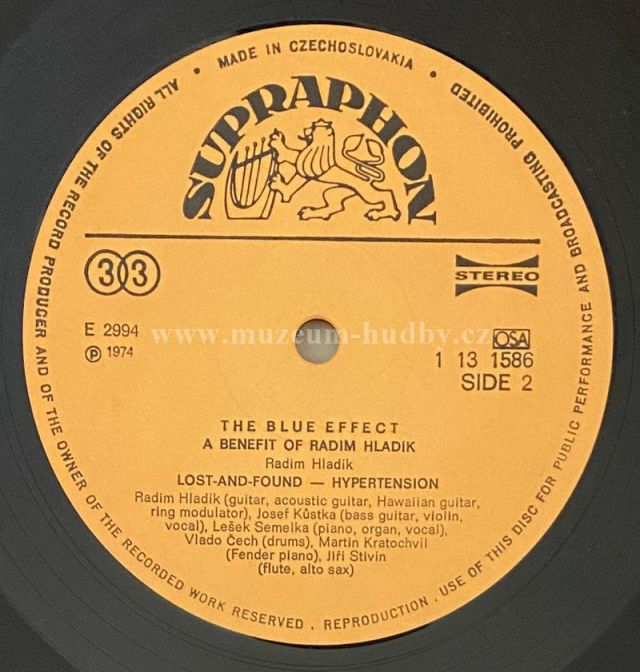 • MADE IN CZECHOSLOVAKIA •
SUPRAPHON
33
STEREO
E 2994
www.muzeum-hudby.cz
OSA
℗ 1974
1 13 1586
SIDE 2
THE BLUE EFFECT
A BENEFIT OF RADIM HLADÍK
Radim Hladík
LOST-AND-FOUND — HYPERTENSION
Radim Hladík (guitar, acoustic guitar, Hawaiian guitar,
ring modulator), Josef Kůstka (bass guitar, violin,
vocal), Lešek Semelka (piano, organ, vocal),
Vlado Čech (drums), Martin Kratochvíl
(Fender piano), Jiří Stivín
(flute, alto sax)
ALL RIGHTS OF THE RECORD PRODUCER AND OF THE OWNER OF THE RECORDED WORK RESERVED . REPRODUCTION . USE OF THIS DISC FOR PUBLIC PERFORMANCE AND BROADCASTING PROHIBITED